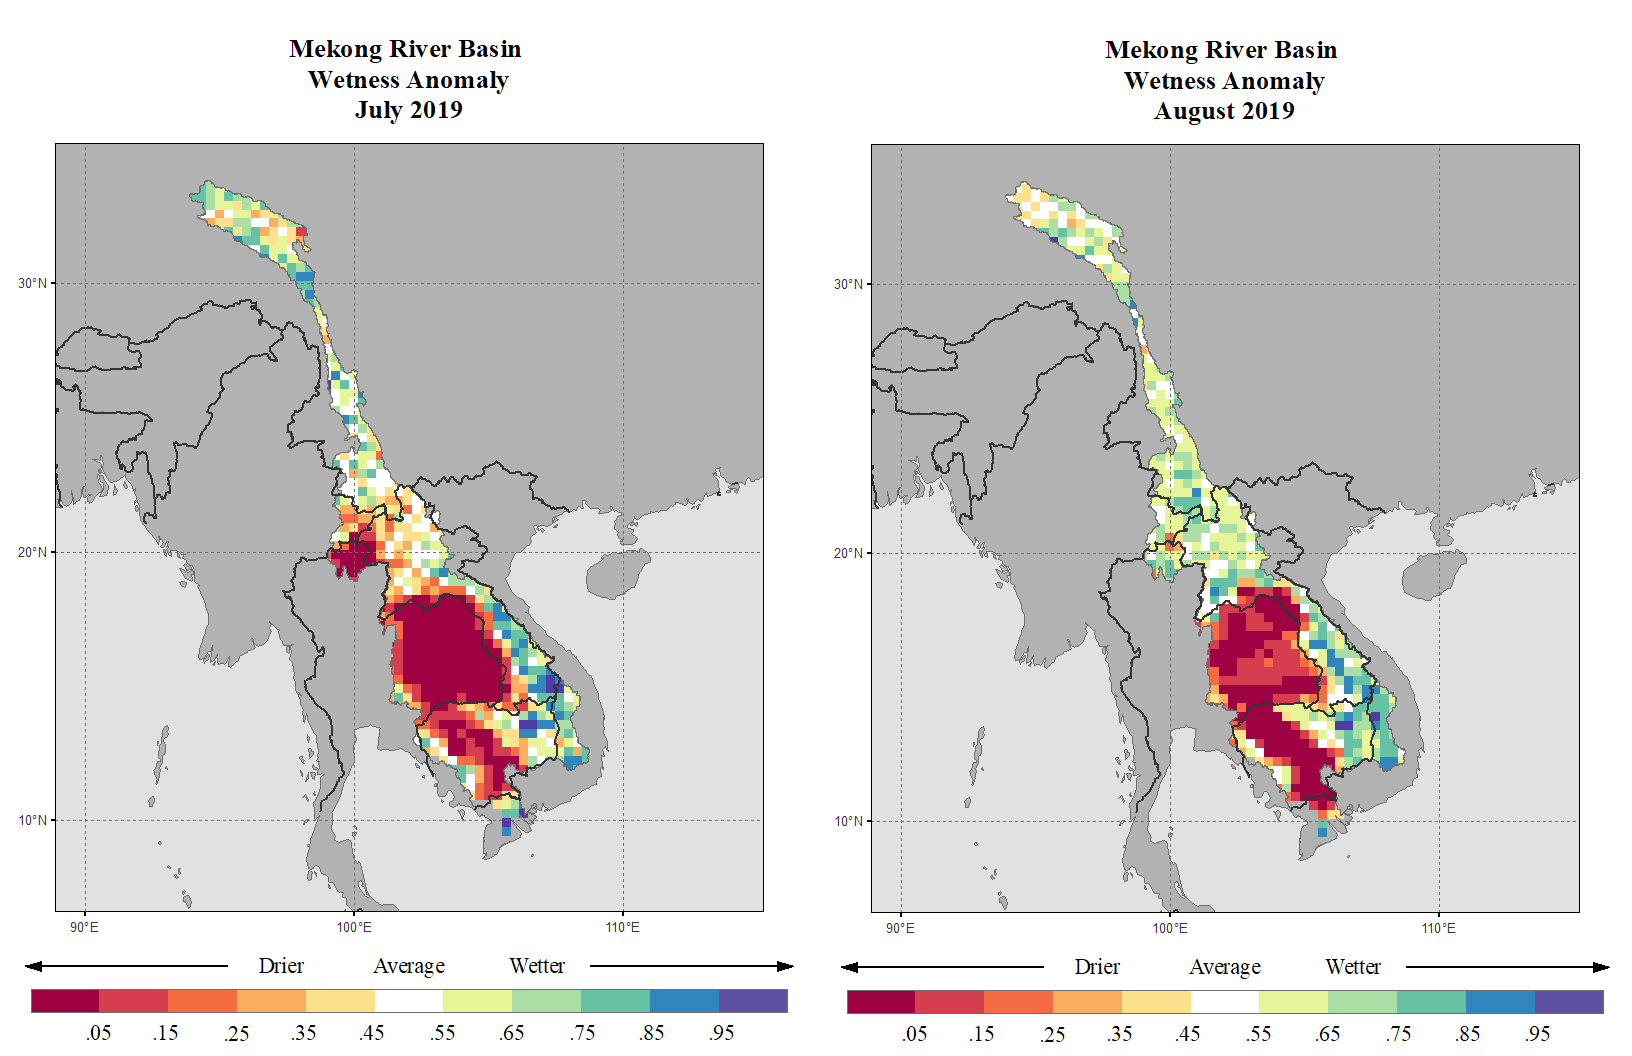 Mekong River Basin
Wetness Anomaly
July 2019
30°N
20°N
10°N
90°E 100°E 110°E
Drier Average Wetter
.05 .15 .25 .35 .45 .55 .65 .75 .85 .95
Mekong River Basin
Wetness Anomaly
August 2019
30°N
20°N
10°N
90°E 100°E 110°E
Drier Average Wetter
.05 .15 .25 .35 .45 .55 .65 .75 .85 .95